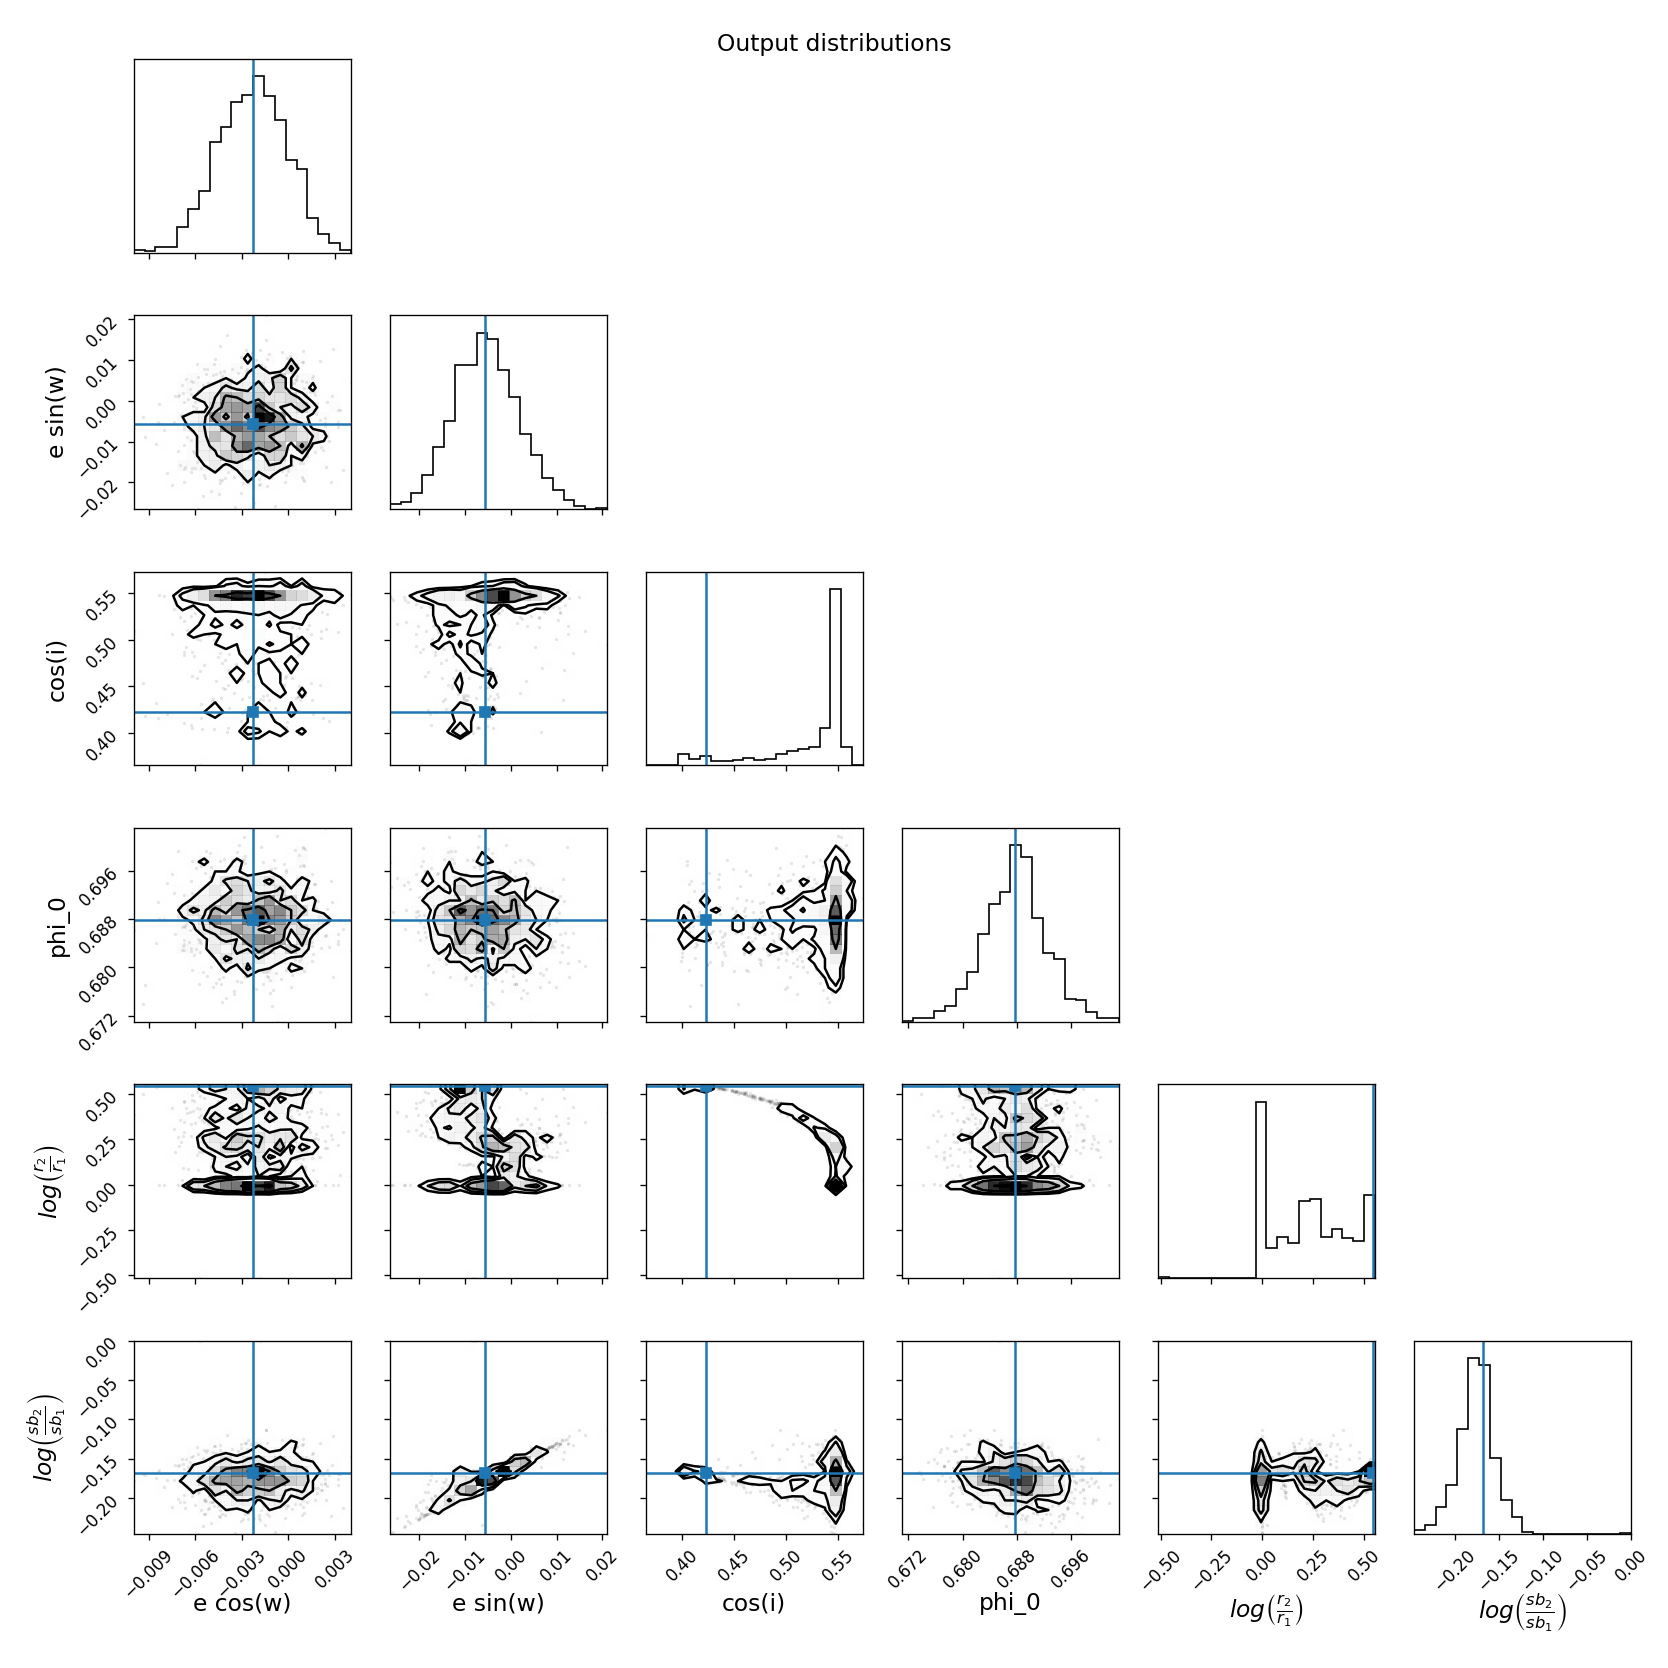 Output distributions
0.02
0.01
0.00
−0.01
−0.02
e sin(w)
0.55
0.50
0.45
0.40
cos(i)
0.696
0.688
0.680
0.672
phi_0
0.50
0.25
0.00
−0.25
−0.50
log(r₂/r₁)
0.00
−0.05
−0.10
−0.15
−0.20
log(sb₂/sb₁)
−0.009 −0.006 −0.003 0.000 0.003 −0.02 −0.01 0.00 0.01 0.02 0.40 0.45 0.50 0.55 0.672 0.680 0.688 0.696 −0.50 −0.25 0.00 0.25 0.50 −0.20 −0.15 −0.10 −0.05 0.00
e cos(w) e sin(w) cos(i) phi_0 log(r₂/r₁) log(sb₂/sb₁)